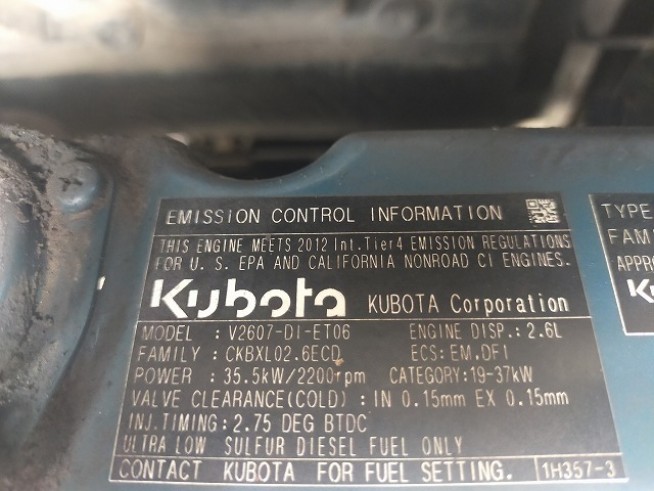 EMISSION CONTROL INFORMATION
THIS ENGINE MEETS 2012 Int.Tier4 EMISSION REGULATIONS
FOR U.S. EPA AND CALIFORNIA NONROAD CI ENGINES.
Kubota KUBOTA Corporation
MODEL : V2607-DI-ET06 ENGINE DISP.: 2.6L
FAMILY : CKBXL02.6ECD ECS: EM.DFI
POWER : 35.5kW/2200rpm CATEGORY:19-37kW
VALVE CLEARANCE(COLD) : IN 0.15mm EX 0.15mm
INJ.TIMING: 2.75 DEG BTDC
ULTRA LOW SULFUR DIESEL FUEL ONLY
CONTACT KUBOTA FOR FUEL SETTING. 1H357-3
TYPE
FAM
APPRO
K